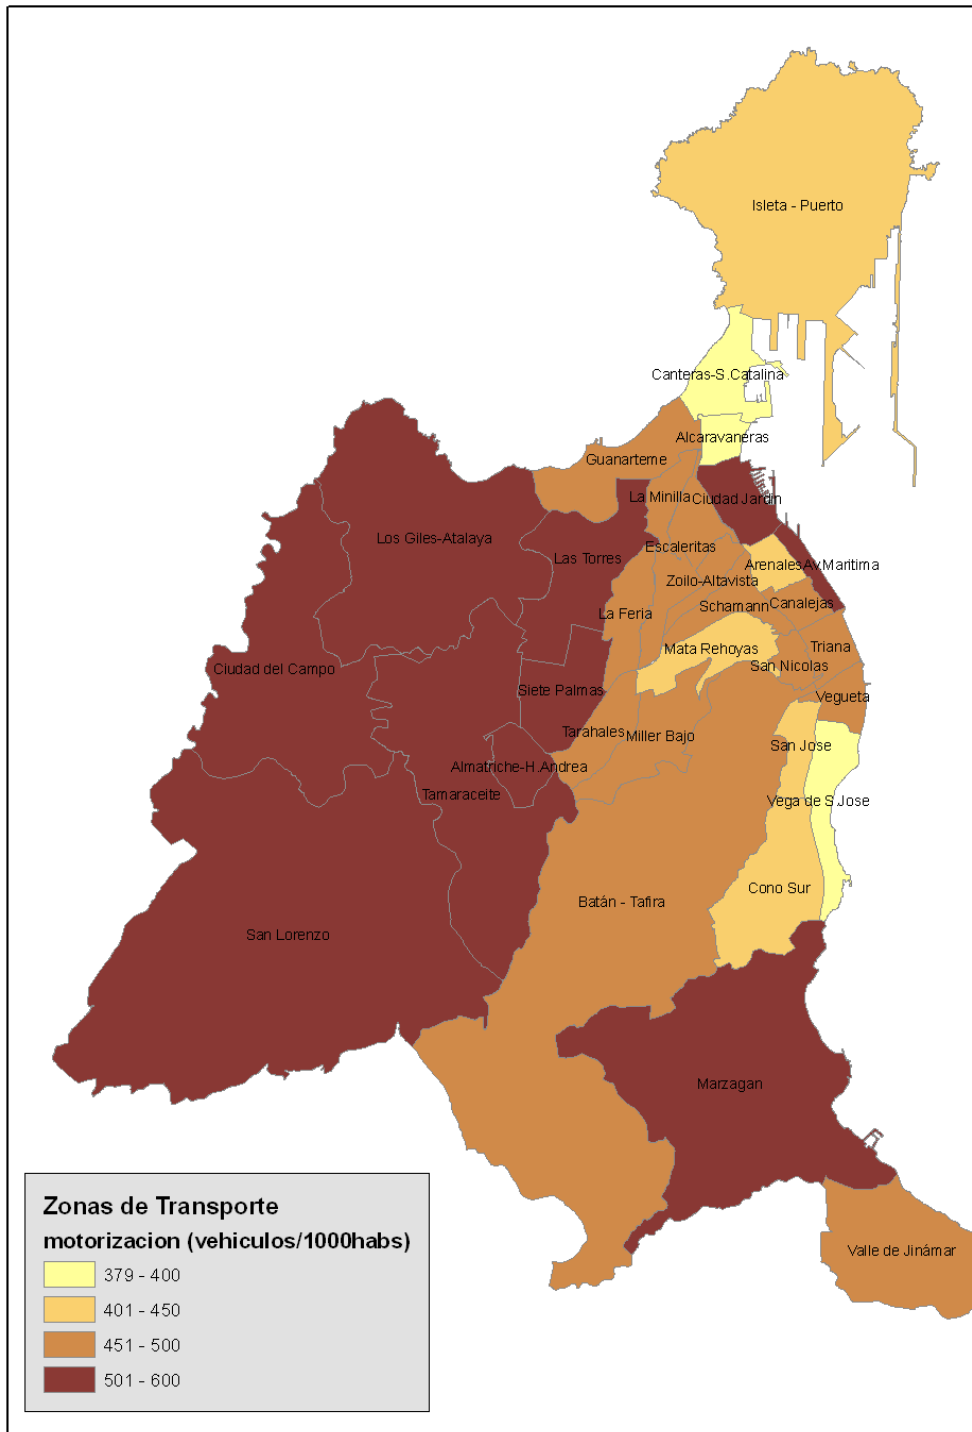 Isleta - Puerto
Canteras-S.Catalina
Alcaravaneras
Guanarteme
La Minilla
Ciudad Jardin
Los Giles-Atalaya
Las Torres
Escaleritas
Arenales
Av.Maritima
Zoilo-Altavista
Schamann
Canalejas
La Feria
Mata Rehoyas
Triana
San Nicolas
Ciudad del Campo
Siete Palmas
Vegueta
Tarahales
Miller Bajo
San Jose
Almatriche-H.Andrea
Tamaraceite
Vega de S.Jose
Cono Sur
Batán - Tafira
San Lorenzo
Marzagan
Valle de Jinámar
Zonas de Transporte
motorizacion (vehiculos/1000habs)
379 - 400
401 - 450
451 - 500
501 - 600